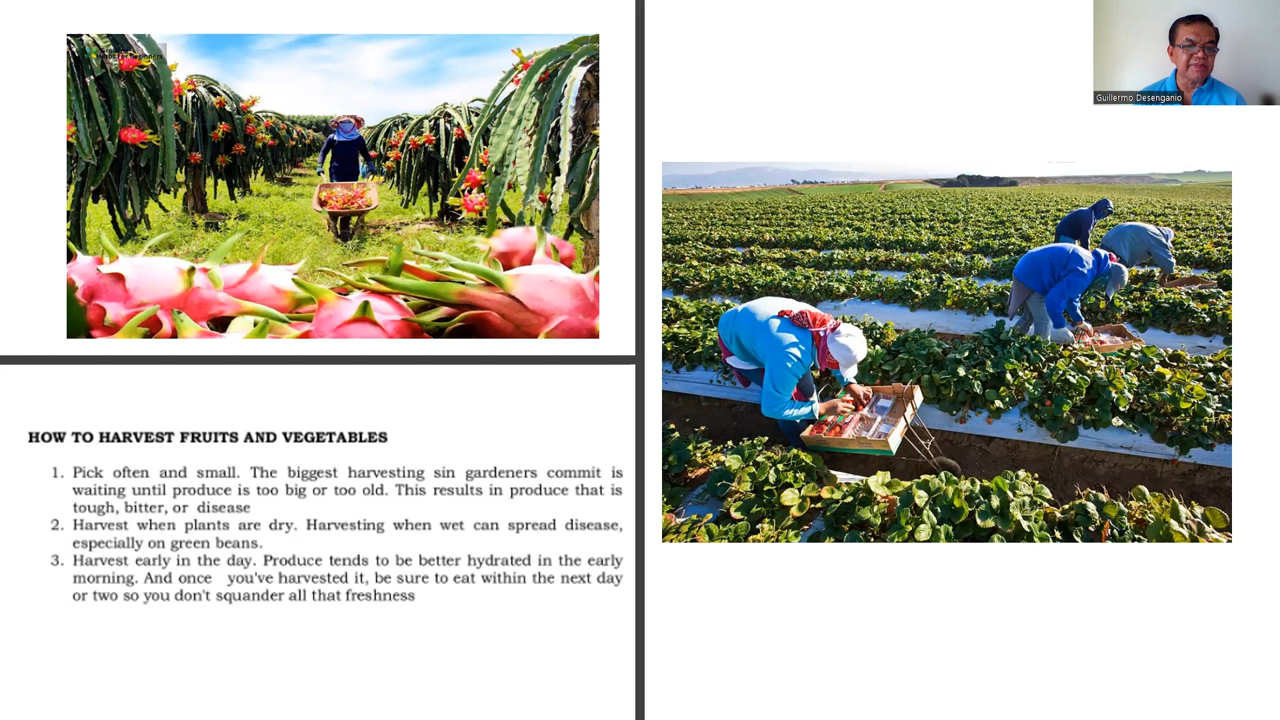 HOW TO HARVEST FRUITS AND VEGETABLES
1. Pick often and small. The biggest harvesting sin gardeners commit is
waiting until produce is too big or too old. This results in produce that is
tough, bitter, or disease
2. Harvest when plants are dry. Harvesting when wet can spread disease,
especially on green beans.
3. Harvest early in the day. Produce tends to be better hydrated in the early
morning. And once you've harvested it, be sure to eat within the next day
or two so you don't squander all that freshness
Guillermo Desenganio